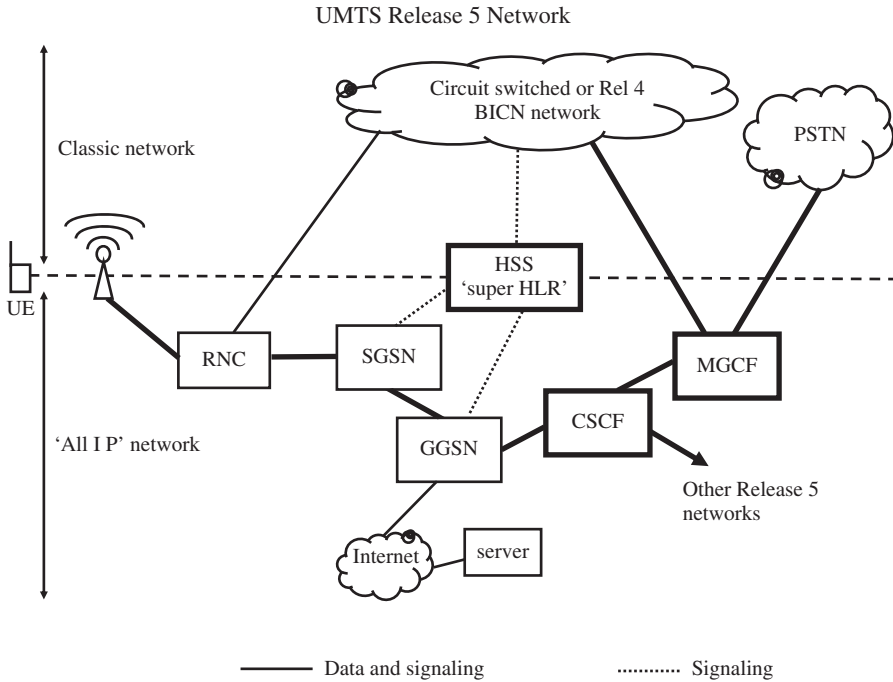 UMTS Release 5 Network
Circuit switched or Rel 4
BICN network
PSTN
Classic network
HSS
'super HLR'
UE
RNC
SGSN
MGCF
GGSN
CSCF
'All I P' network
Other Release 5
networks
Internet
server
Data and signaling
Signaling